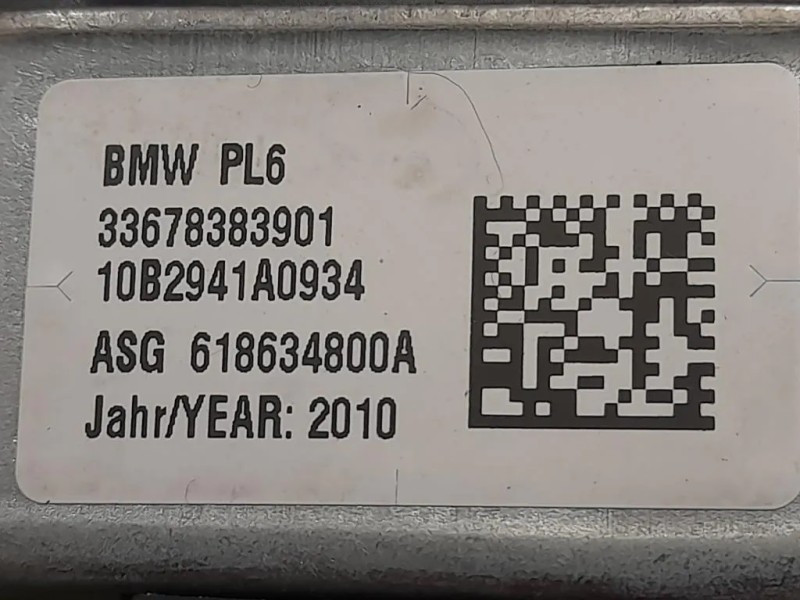 BMW PL6
33678383901
10B2941A0934
ASG 618634800A
Jahr/YEAR: 2010